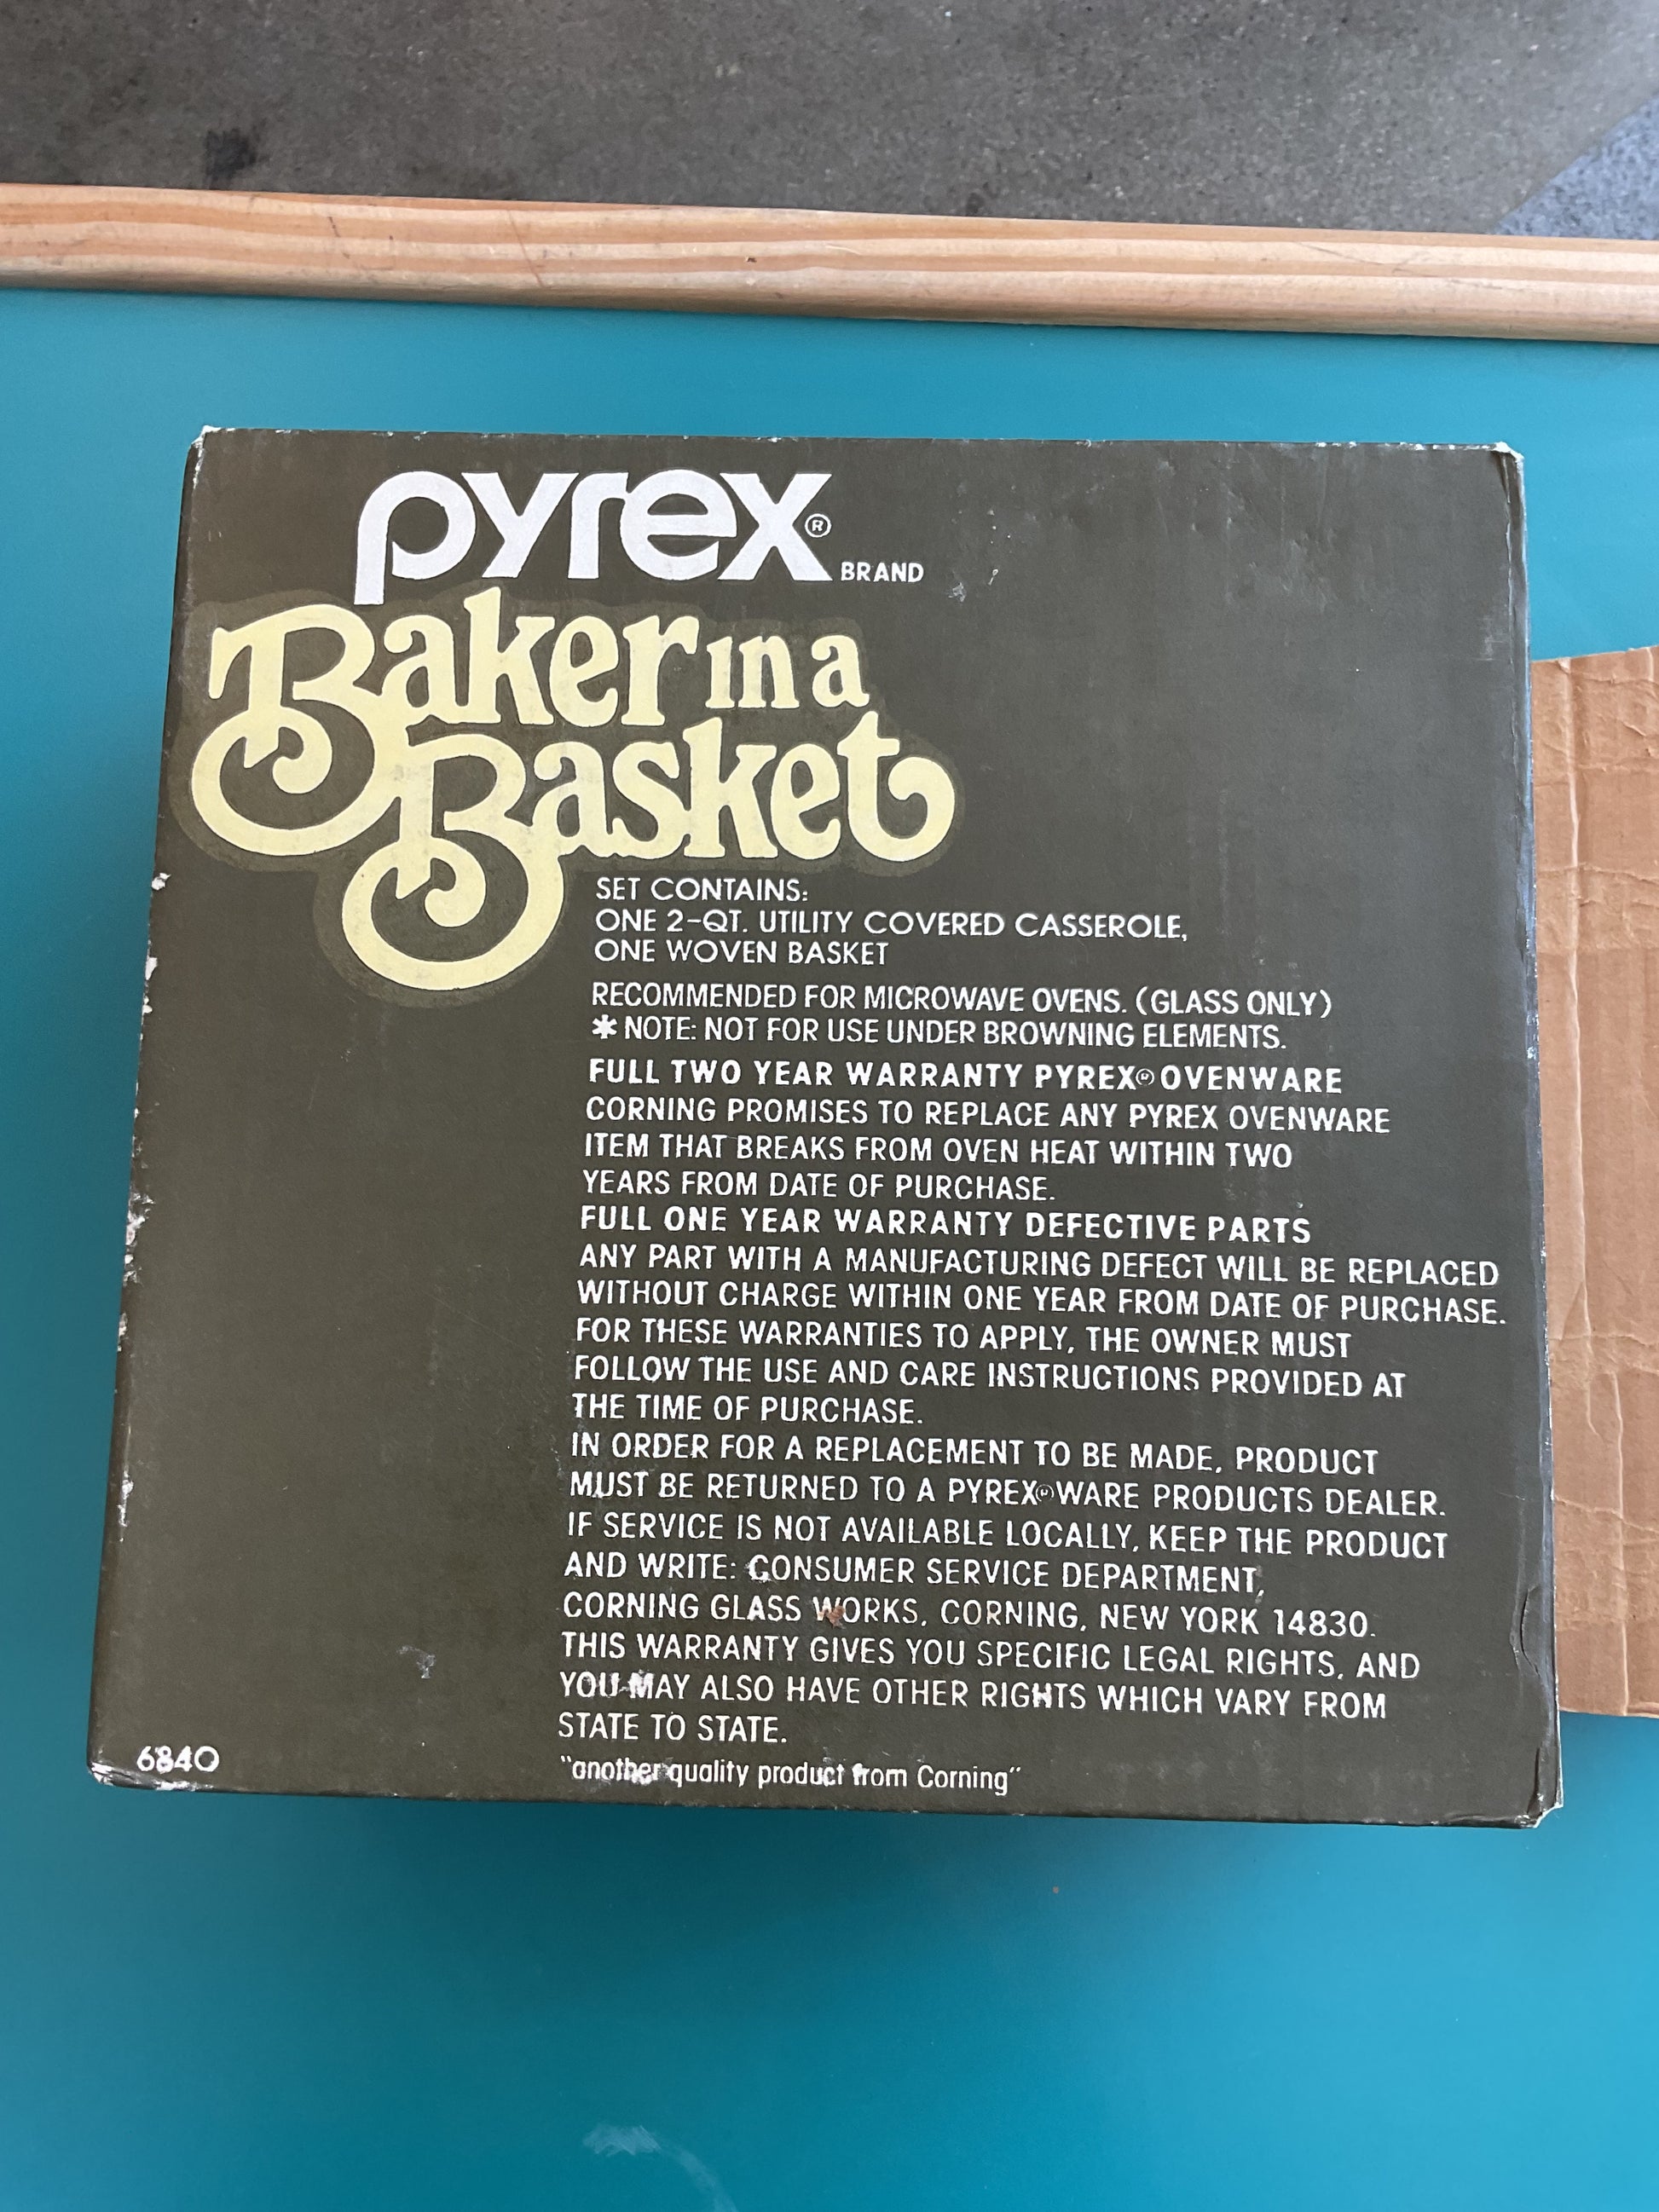 pyrex®
BRAND
Baker in a
Basket
SET CONTAINS:
ONE 2-QT. UTILITY COVERED CASSEROLE,
ONE WOVEN BASKET
RECOMMENDED FOR MICROWAVE OVENS. (GLASS ONLY)
* NOTE: NOT FOR USE UNDER BROWNING ELEMENTS.
FULL TWO YEAR WARRANTY PYREX® OVENWARE
CORNING PROMISES TO REPLACE ANY PYREX OVENWARE
ITEM THAT BREAKS FROM OVEN HEAT WITHIN TWO
YEARS FROM DATE OF PURCHASE.
FULL ONE YEAR WARRANTY DEFECTIVE PARTS
ANY PART WITH A MANUFACTURING DEFECT WILL BE REPLACED
WITHOUT CHARGE WITHIN ONE YEAR FROM DATE OF PURCHASE.
FOR THESE WARRANTIES TO APPLY, THE OWNER MUST
FOLLOW THE USE AND CARE INSTRUCTIONS PROVIDED AT
THE TIME OF PURCHASE.
IN ORDER FOR A REPLACEMENT TO BE MADE, PRODUCT
MUST BE RETURNED TO A PYREX® WARE PRODUCTS DEALER.
IF SERVICE IS NOT AVAILABLE LOCALLY, KEEP THE PRODUCT
AND WRITE: CONSUMER SERVICE DEPARTMENT,
CORNING GLASS WORKS, CORNING, NEW YORK 14830.
THIS WARRANTY GIVES YOU SPECIFIC LEGAL RIGHTS, AND
YOU MAY ALSO HAVE OTHER RIGHTS WHICH VARY FROM
STATE TO STATE.
"another quality product from Corning"
6840